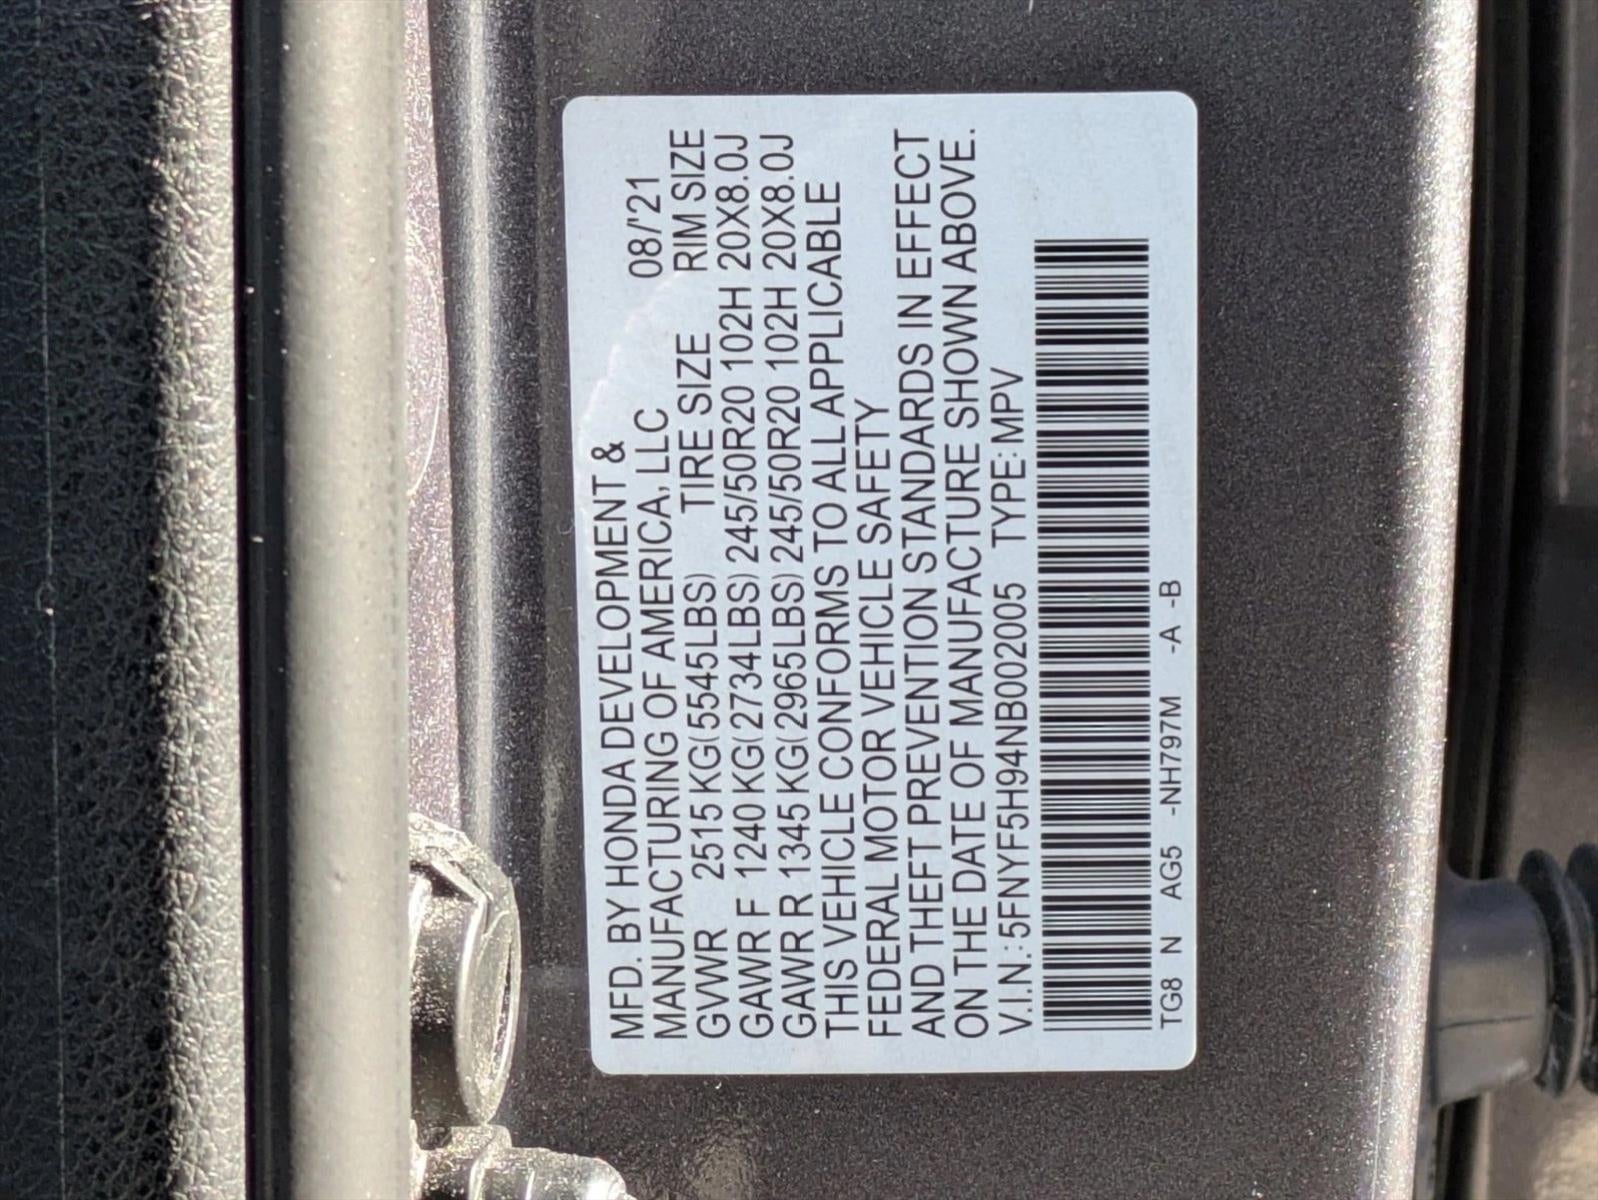 MFD. BY HONDA DEVELOPMENT &
MANUFACTURING OF AMERICA, LLC 08/'21
GVWR 2515 KG(5545LBS) TIRE SIZE RIM SIZE
GAWR F 1240 KG(2734LBS) 245/50R20 102H 20X8.0J
GAWR R 1345 KG(2965LBS) 245/50R20 102H 20X8.0J
THIS VEHICLE CONFORMS TO ALL APPLICABLE
FEDERAL MOTOR VEHICLE SAFETY
AND THEFT PREVENTION STANDARDS IN EFFECT
ON THE DATE OF MANUFACTURE SHOWN ABOVE.
V.I.N.: 5FNYF5H94NB002005 TYPE: MPV
TG8 N AG5 -NH797M -A -B